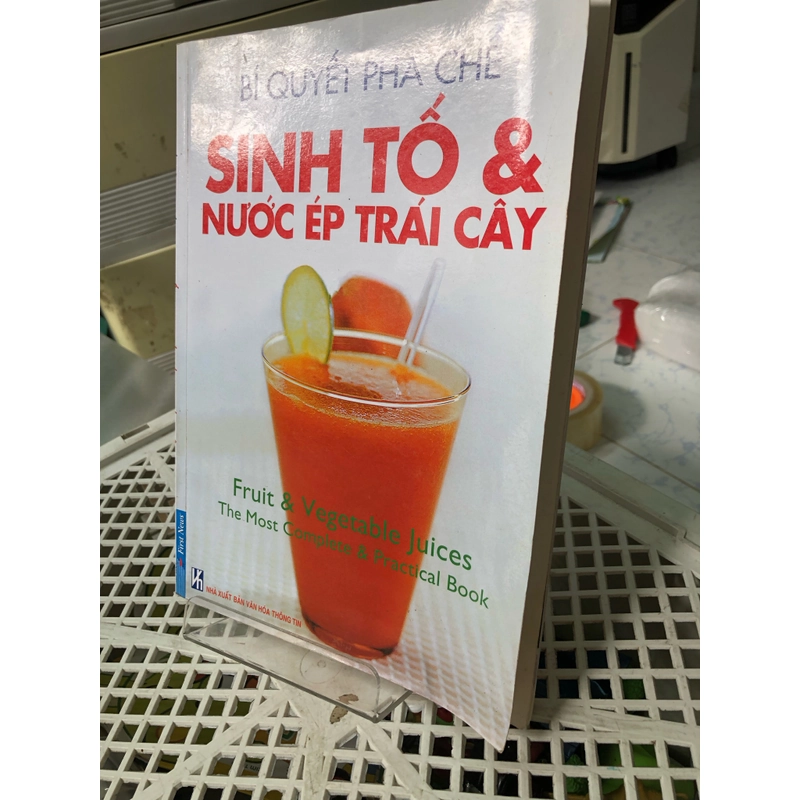 BÍ QUYẾT PHA CHẾ
SINH TỐ &
NƯỚC ÉP TRÁI CÂY
Fruit & Vegetable Juices
The Most Complete & Practical Book
First News
NHÀ XUẤT BẢN VĂN HÓA THÔNG TIN